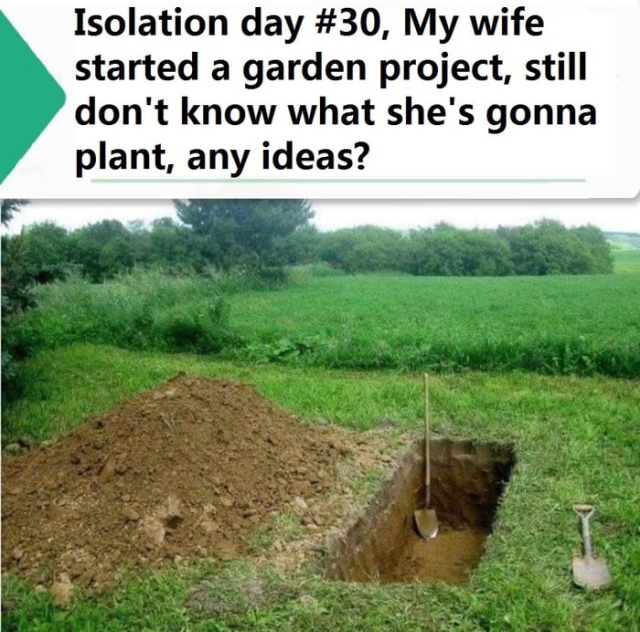 Isolation day #30, My wife
started a garden project, still
don't know what she's gonna
plant, any ideas?